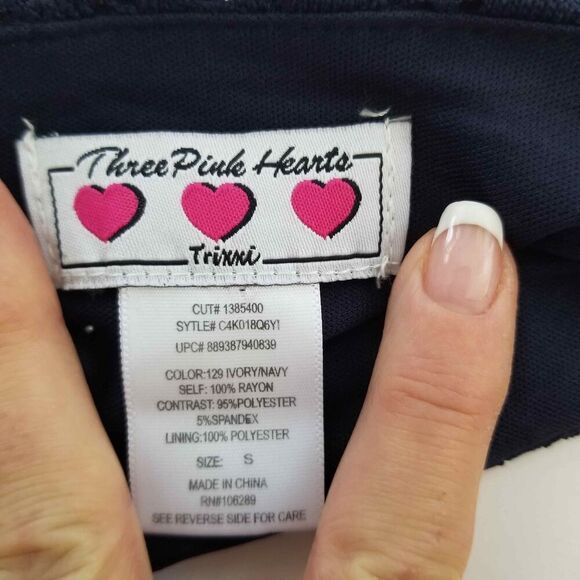 Three Pink Hearts
Trixxi
CUT# 1385400
SYTLE# C4K018Q6Y1
UPC# 889387940839
COLOR:129 IVORY/NAVY
SELF: 100% RAYON
CONTRAST: 95%POLYESTER
5%SPANDEX
LINING:100% POLYESTER
SIZE: S
MADE IN CHINA
RN#106289
SEE REVERSE SIDE FOR CARE